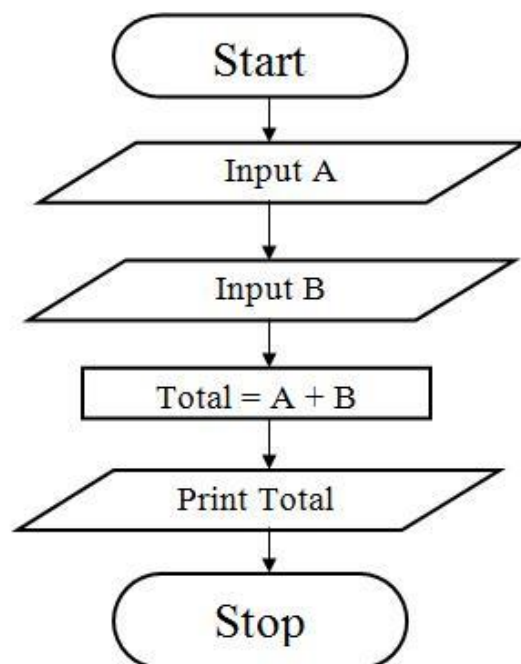 Start
Input A
Input B
Total = A + B
Print Total
Stop